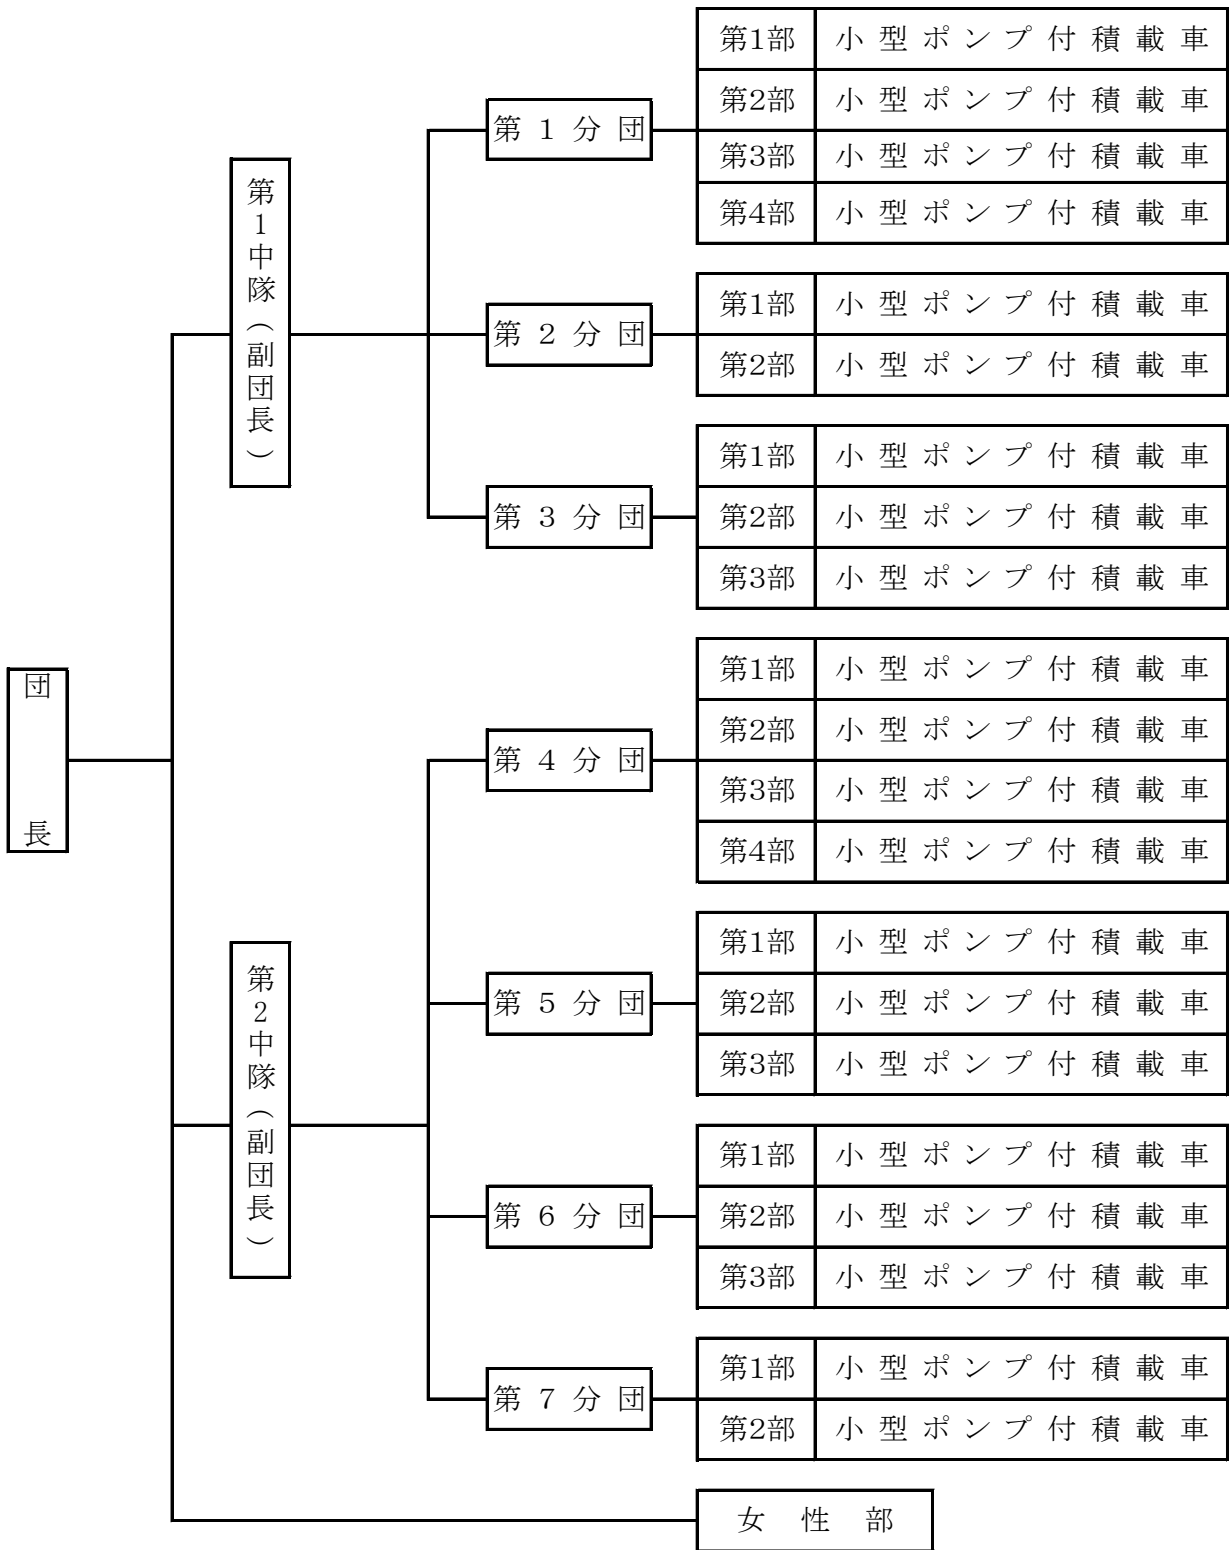 団長
第1中隊（副団長）
第１分団
第1部 小型ポンプ付積載車
第2部 小型ポンプ付積載車
第3部 小型ポンプ付積載車
第4部 小型ポンプ付積載車
第２分団
第1部 小型ポンプ付積載車
第2部 小型ポンプ付積載車
第３分団
第1部 小型ポンプ付積載車
第2部 小型ポンプ付積載車
第3部 小型ポンプ付積載車
第2中隊（副団長）
第４分団
第1部 小型ポンプ付積載車
第2部 小型ポンプ付積載車
第3部 小型ポンプ付積載車
第4部 小型ポンプ付積載車
第５分団
第1部 小型ポンプ付積載車
第2部 小型ポンプ付積載車
第3部 小型ポンプ付積載車
第６分団
第1部 小型ポンプ付積載車
第2部 小型ポンプ付積載車
第3部 小型ポンプ付積載車
第７分団
第1部 小型ポンプ付積載車
第2部 小型ポンプ付積載車
女性部